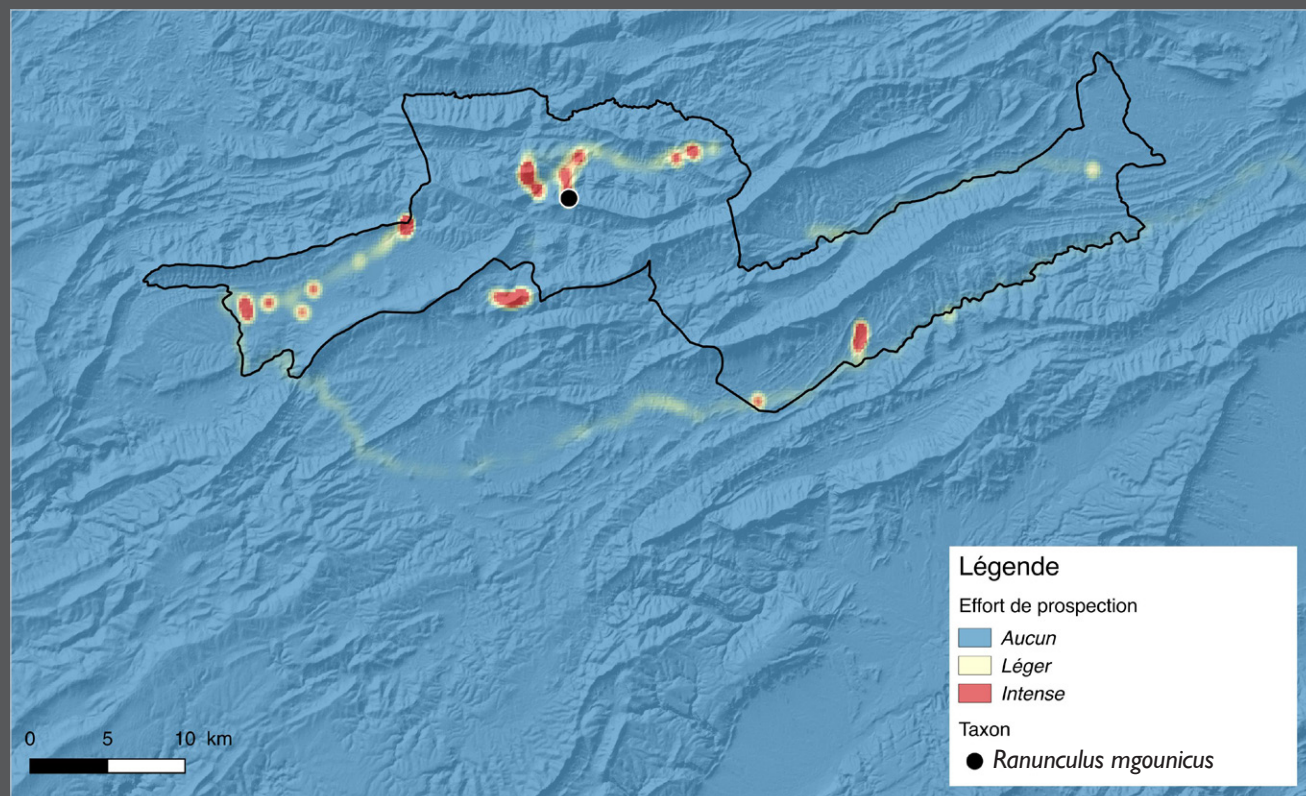 Légende
Effort de prospection
Aucun
Léger
Intense
Taxon
Ranunculus mgounicus
0 5 10 km